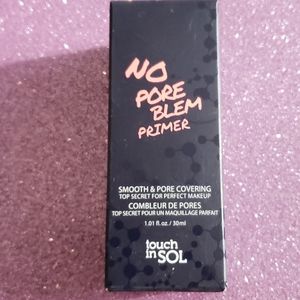 NO
PORE
BLEM
PRIMER
SMOOTH & PORE COVERING
TOP SECRET FOR PERFECT MAKEUP
COMBLEUR DE PORES
TOP SECRET POUR UN MAQUILLAGE PARFAIT
1.01 fl.oz. / 30ml
touch
in SOL